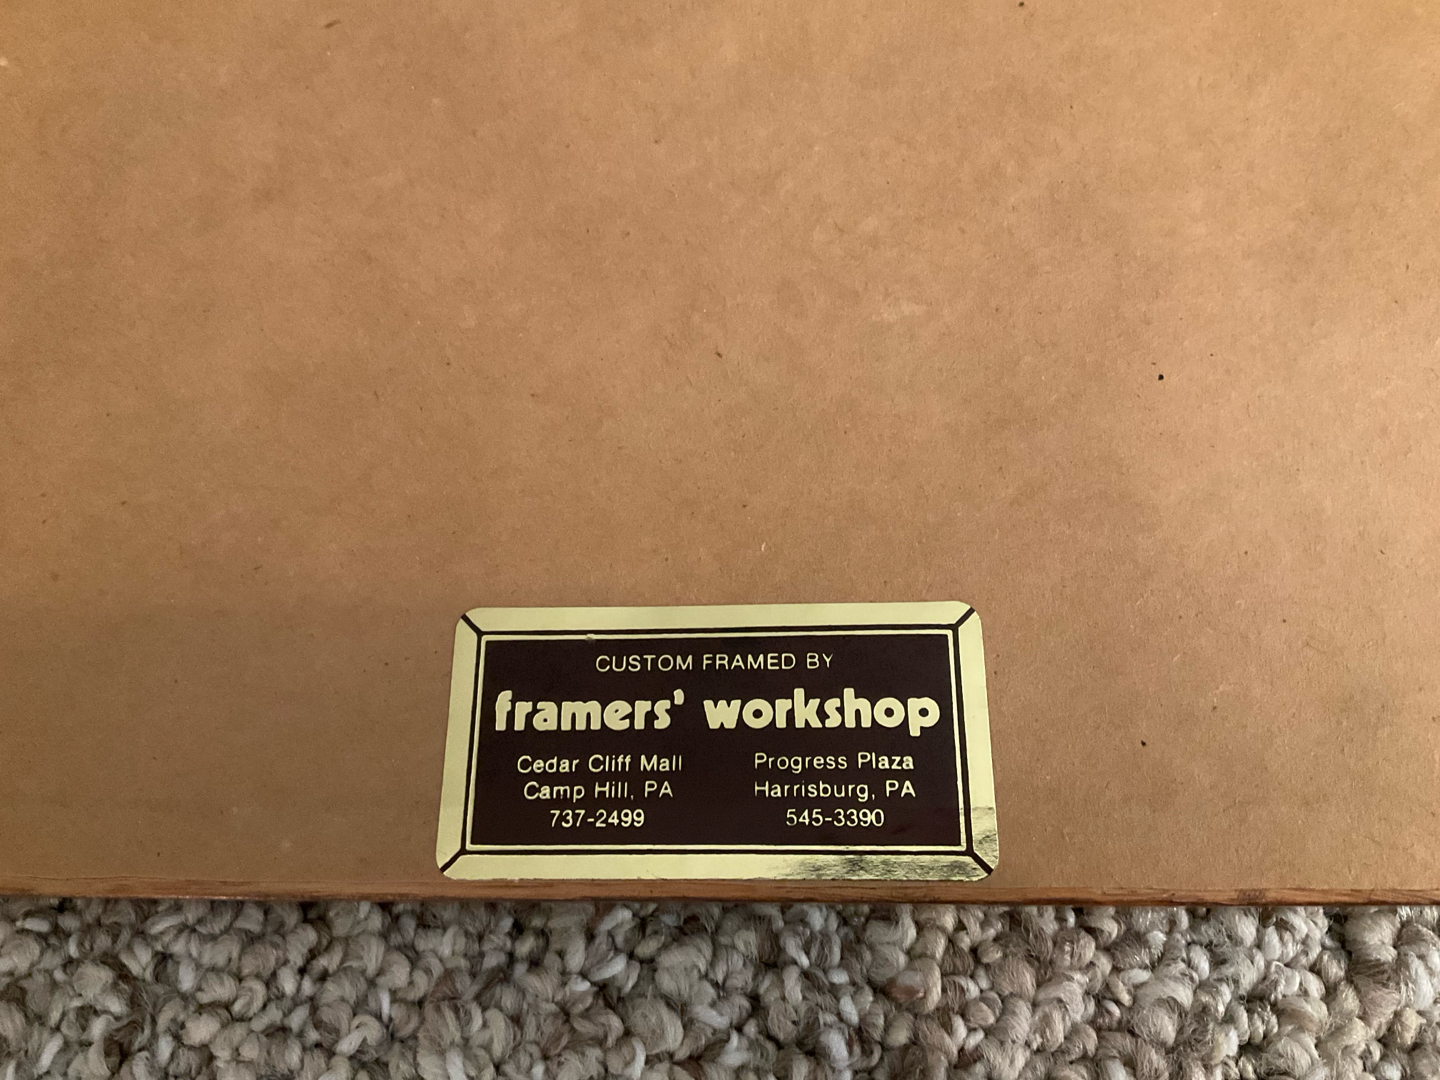 CUSTOM FRAMED BY
framers' workshop
Cedar Cliff Mall
Camp Hill, PA
737-2499
Progress Plaza
Harrisburg, PA
545-3390